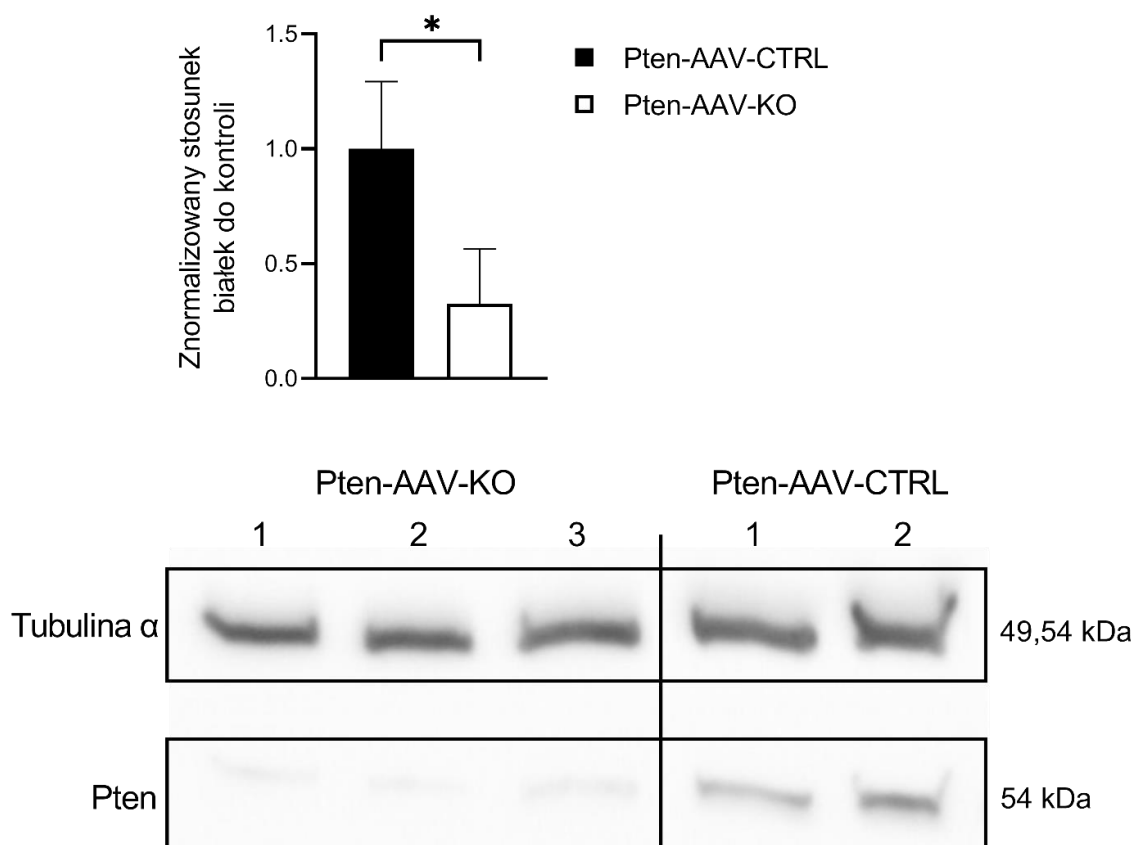 1.5
1.0
0.5
0.0
Znormalizowany stosunek
białek do kontroli
*
Pten-AAV-CTRL
Pten-AAV-KO
Pten-AAV-KO Pten-AAV-CTRL
1 2 3 1 2
Tubulina α 49,54 kDa
Pten 54 kDa